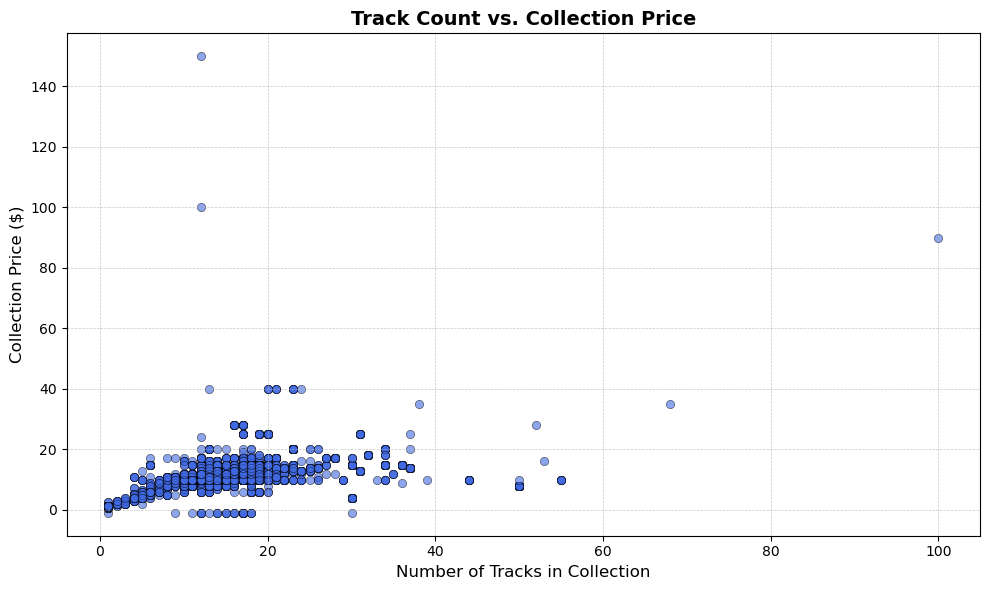 Track Count vs. Collection Price
Collection Price ($)
140
120
100
80
60
40
20
0
0 20 40 60 80 100
Number of Tracks in Collection